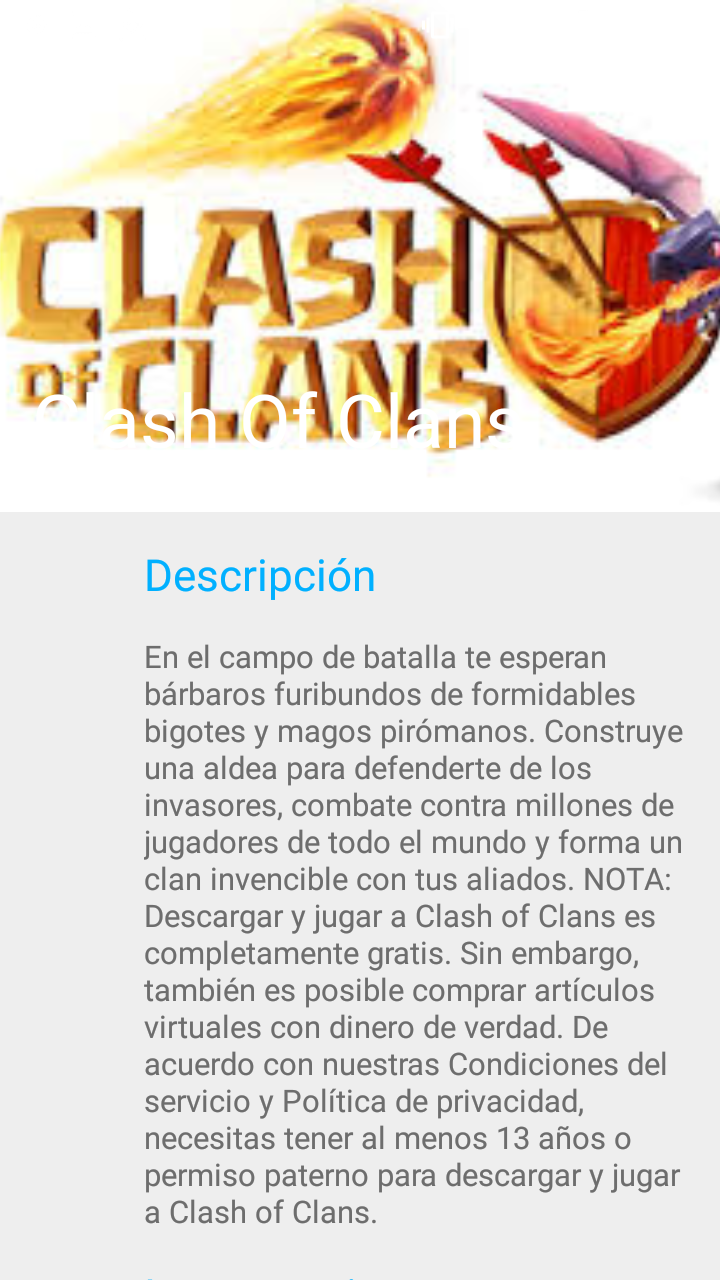 CLASH
OF CLANS
Clash Of Clans
Descripción
En el campo de batalla te esperan
bárbaros furibundos de formidables
bigotes y magos pirómanos. Construye
una aldea para defenderte de los
invasores, combate contra millones de
jugadores de todo el mundo y forma un
clan invencible con tus aliados. NOTA:
Descargar y jugar a Clash of Clans es
completamente gratis. Sin embargo,
también es posible comprar artículos
virtuales con dinero de verdad. De
acuerdo con nuestras Condiciones del
servicio y Política de privacidad,
necesitas tener al menos 13 años o
permiso paterno para descargar y jugar
a Clash of Clans.